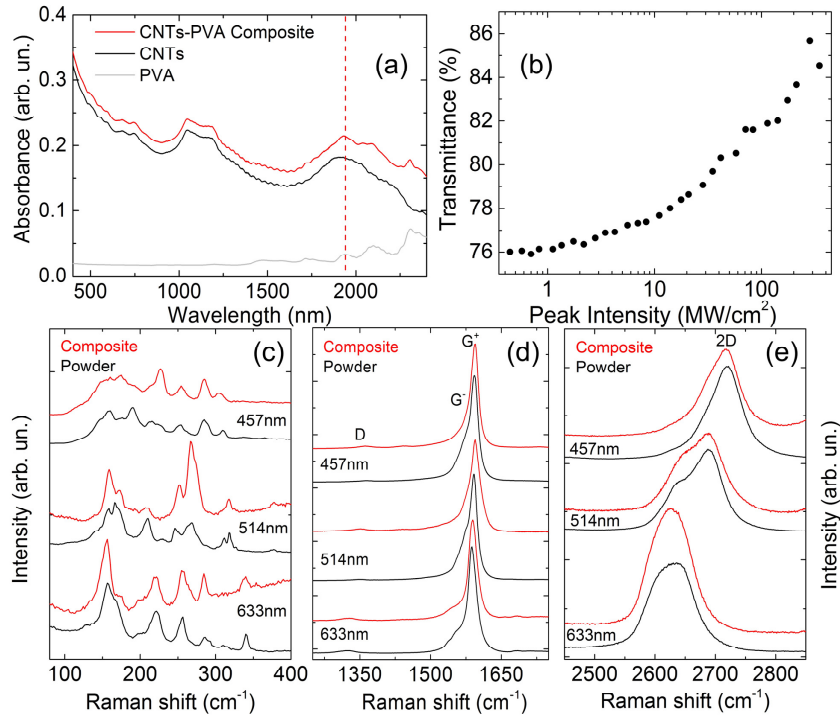 CNTs-PVA Composite
CNTs
PVA
(a)
0.4
0.3
0.2
0.1
0.0
Absorbance (arb. un.)
500 1000 1500 2000
Wavelength (nm)
(b)
86
84
82
80
78
76
Transmittance (%)
1 10 100
Peak Intensity (MW/cm²)
(c)
Composite
Powder
457nm
514nm
633nm
Intensity (arb. un.)
100 200 300 400
Raman shift (cm⁻¹)
(d)
Composite
Powder
G⁺
G⁻
D
457nm
514nm
633nm
1350 1500 1650
Raman shift (cm⁻¹)
(e)
Composite
Powder
2D
457nm
514nm
633nm
2500 2600 2700 2800
Raman shift (cm⁻¹)
Intensity (arb. un.)